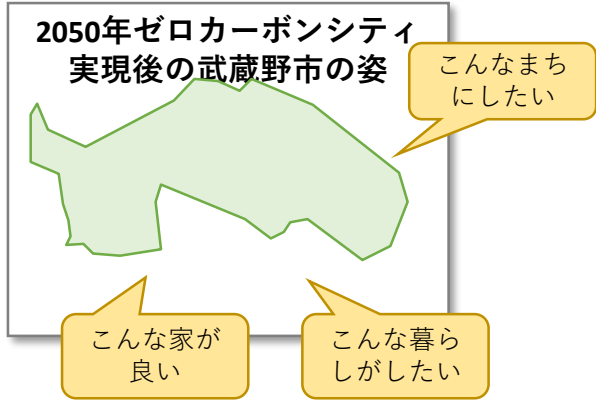 2050年ゼロカーボンシティ
実現後の武蔵野市の姿
こんなまち
にしたい
こんな家が
良い
こんな暮ら
しがしたい